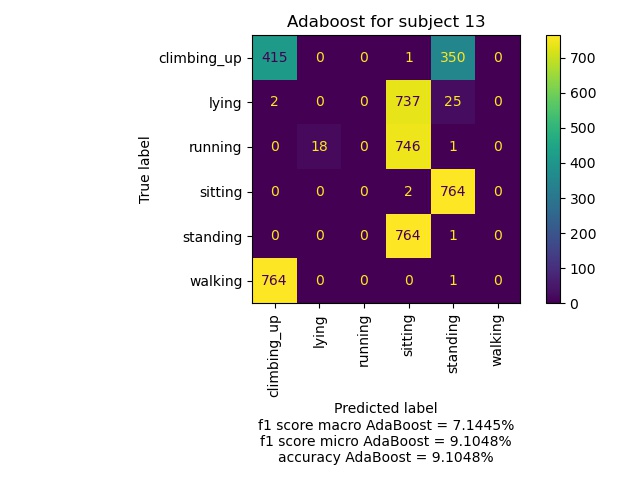 Adaboost for subject 13
True label
climbing_up 415 0 0 1 350 0
lying 2 0 0 737 25 0
running 0 18 0 746 1 0
sitting 0 0 0 2 764 0
standing 0 0 0 764 1 0
walking 764 0 0 0 1 0
climbing_up lying running sitting standing walking
700
600
500
400
300
200
100
0
Predicted label
f1 score macro AdaBoost = 7.1445%
f1 score micro AdaBoost = 9.1048%
accuracy AdaBoost = 9.1048%